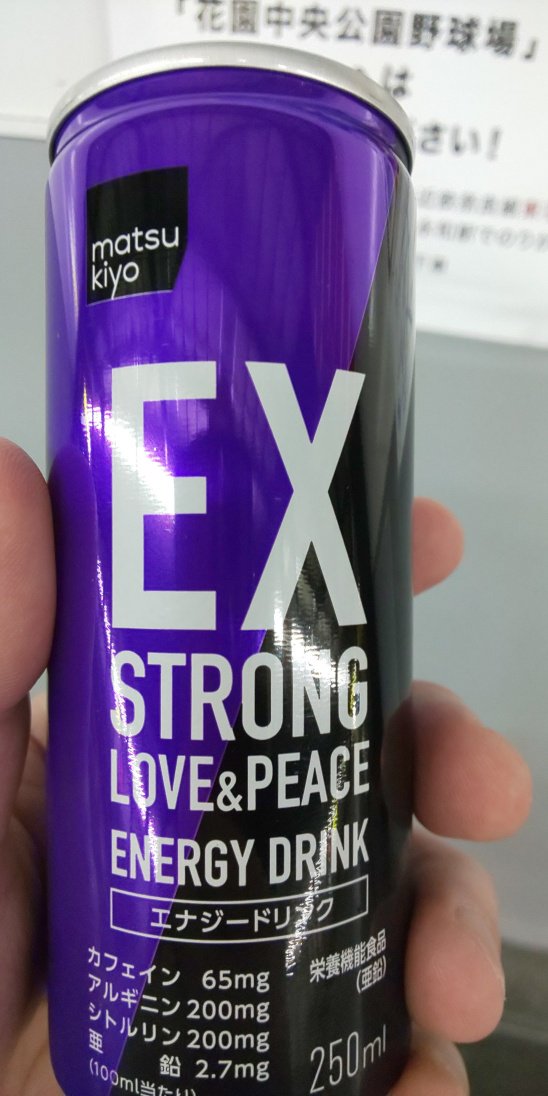 「花園中央公園野球場」
は
さい！
matsu
kiyo
EX
STRONG
LOVE&PEACE
ENERGY DRINK
エナジードリンク
カフェイン 65mg
アルギニン 200mg
シトルリン 200mg
亜鉛 2.7mg
(100ml当たり)
栄養機能食品
(亜鉛)
250ml